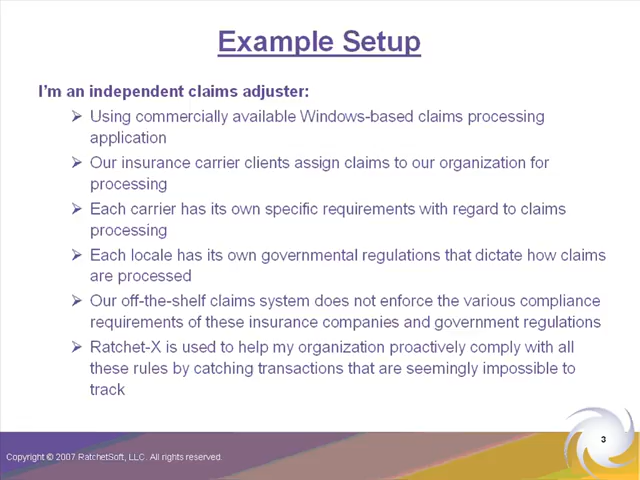 Example Setup
I'm an independent claims adjuster:
Using commercially available Windows-based claims processing
application
Our insurance carrier clients assign claims to our organization for
processing
Each carrier has its own specific requirements with regard to claims
processing
Each locale has its own governmental regulations that dictate how claims
are processed
Our off-the-shelf claims system does not enforce the various compliance
requirements of these insurance companies and government regulations
Ratchet-X is used to help my organization proactively comply with all
these rules by catching transactions that are seemingly impossible to
track
3
Copyright © 2007 RatchetSoft, LLC. All rights reserved.